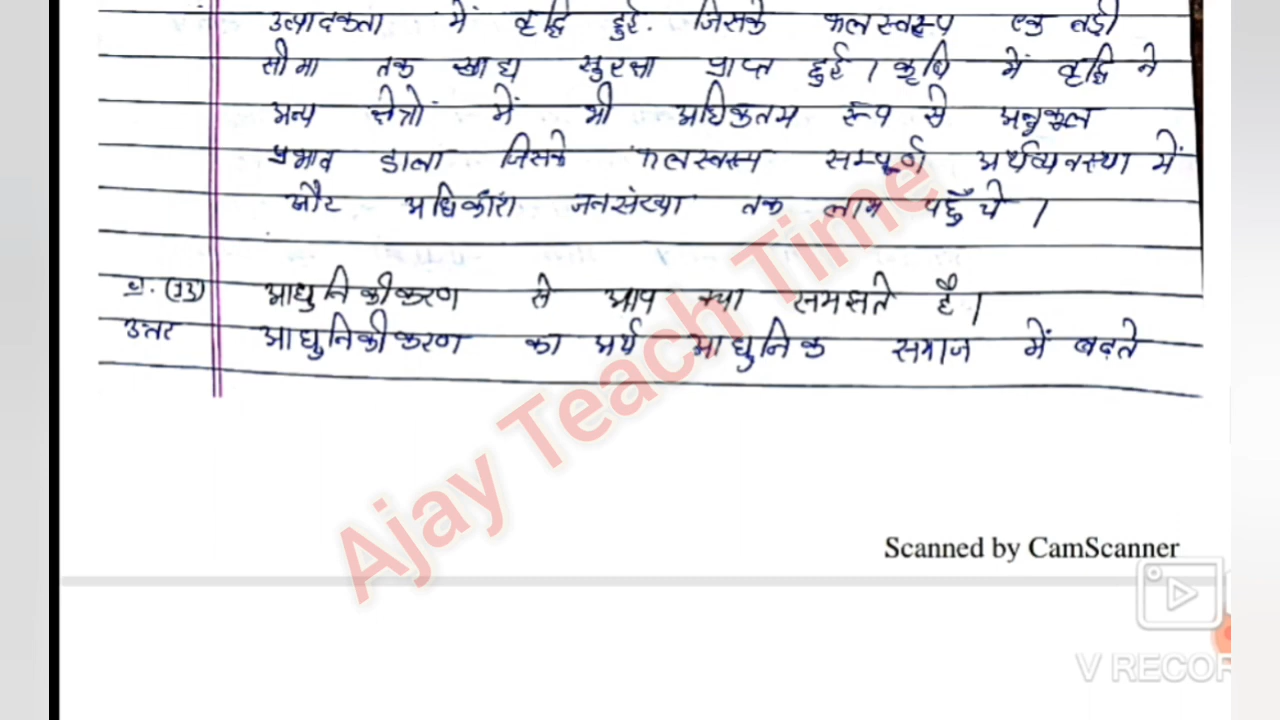 उत्पादकता में वृद्धि हुई. जिसके फलस्वरूप एक बड़ी
सीमा तक खाद्य सुरक्षा प्राप्त हुई। कृषि में वृद्धि ने
अन्य क्षेत्रों में भी अधिकतम रूप से अनुकूल
प्रभाव डाला जिसके फलस्वरूप सम्पूर्ण अर्थव्यवस्था में
और अधिकांश जनसंख्या तक लाभ पहुँचे।
प्र. (13) आधुनिकीकरण से आप क्या समझते है।
उत्तर आधुनिकीकरण का अर्थ आधुनिक समाज में बढ़ते
Ajay Teach Time
Scanned by CamScanner
V RECOR